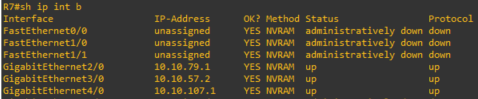 R7#sh ip int b
Interface IP-Address OK? Method Status Protocol
FastEthernet0/0 unassigned YES NVRAM administratively down down
FastEthernet1/0 unassigned YES NVRAM administratively down down
FastEthernet1/1 unassigned YES NVRAM administratively down down
GigabitEthernet2/0 10.10.79.1 YES NVRAM up up
GigabitEthernet3/0 10.10.57.2 YES NVRAM up up
GigabitEthernet4/0 10.10.107.1 YES NVRAM up up